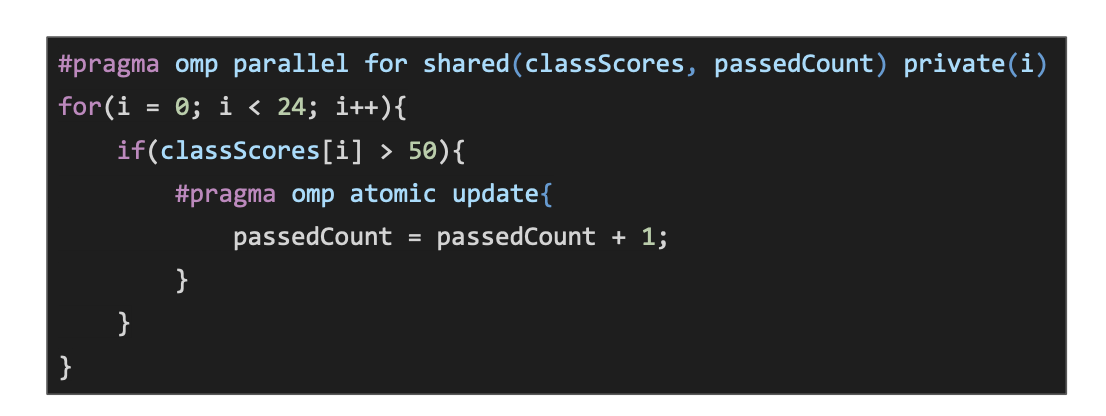 #pragma omp parallel for shared(classScores, passedCount) private(i)
for(i = 0; i < 24; i++){
    if(classScores[i] > 50){
        #pragma omp atomic update{
            passedCount = passedCount + 1;
        }
    }
}